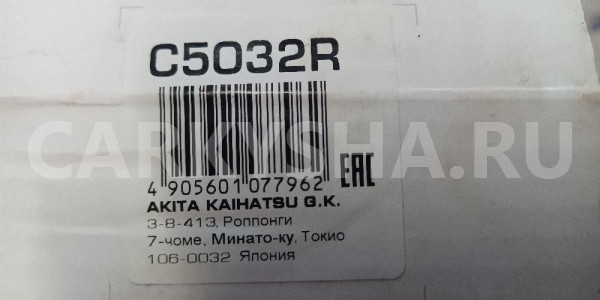 C5032R
CARKYSHA.RU
4 905601 077962 EAC
AKITA KAIHATSU G.K.
3-8-413, Роппонги
7-чоме, Минато-ку, Токио
106-0032 Япония